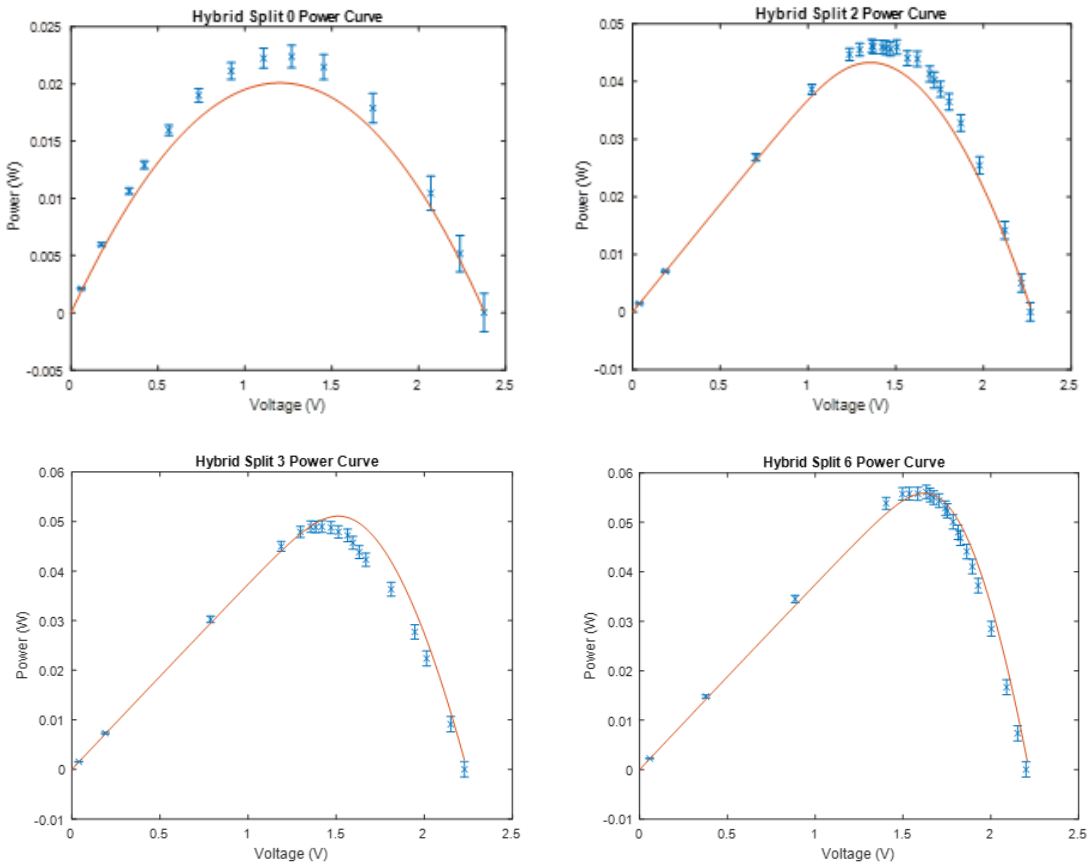 Hybrid Split 0 Power Curve
0.025
0.02
0.015
0.01
0.005
0
-0.005
Power (W)
0 0.5 1 1.5 2 2.5
Voltage (V)
Hybrid Split 2 Power Curve
0.05
0.04
0.03
0.02
0.01
0
-0.01
Power (W)
0 0.5 1 1.5 2 2.5
Voltage (V)
Hybrid Split 3 Power Curve
0.06
0.05
0.04
0.03
0.02
0.01
0
-0.01
Power (W)
0 0.5 1 1.5 2 2.5
Voltage (V)
Hybrid Split 6 Power Curve
0.06
0.05
0.04
0.03
0.02
0.01
0
-0.01
Power (W)
0 0.5 1 1.5 2 2.5
Voltage (V)